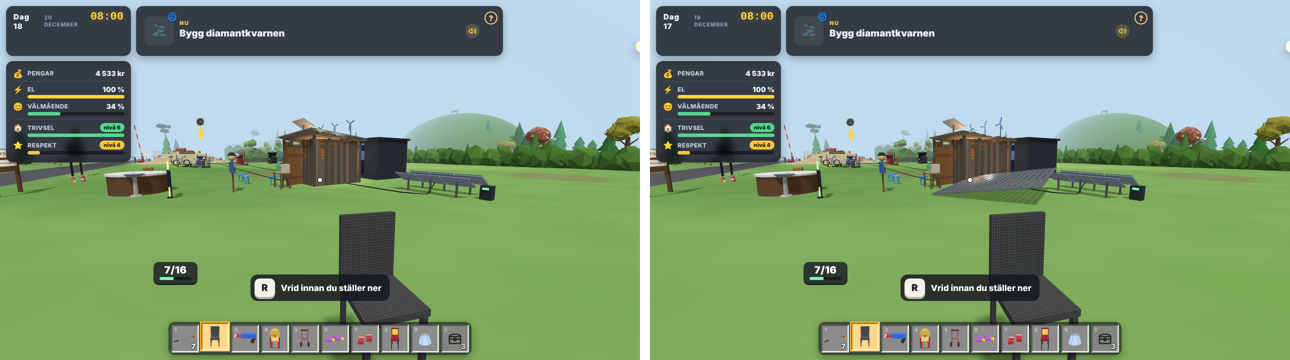 Dag 18
20 DECEMBER
08:00
NU
Bygg diamantkvarnen
?
PENGAR 4 533 kr
EL 100 %
VÄLMÅENDE 34 %
TRIVSEL nivå 6
RESPEKT nivå 4
7/16
R Vrid innan du ställer ner
7
3
Dag 17
19 DECEMBER
08:00
NU
Bygg diamantkvarnen
?
PENGAR 4 533 kr
EL 100 %
VÄLMÅENDE 34 %
TRIVSEL nivå 6
RESPEKT nivå 4
7/16
R Vrid innan du ställer ner
7
3